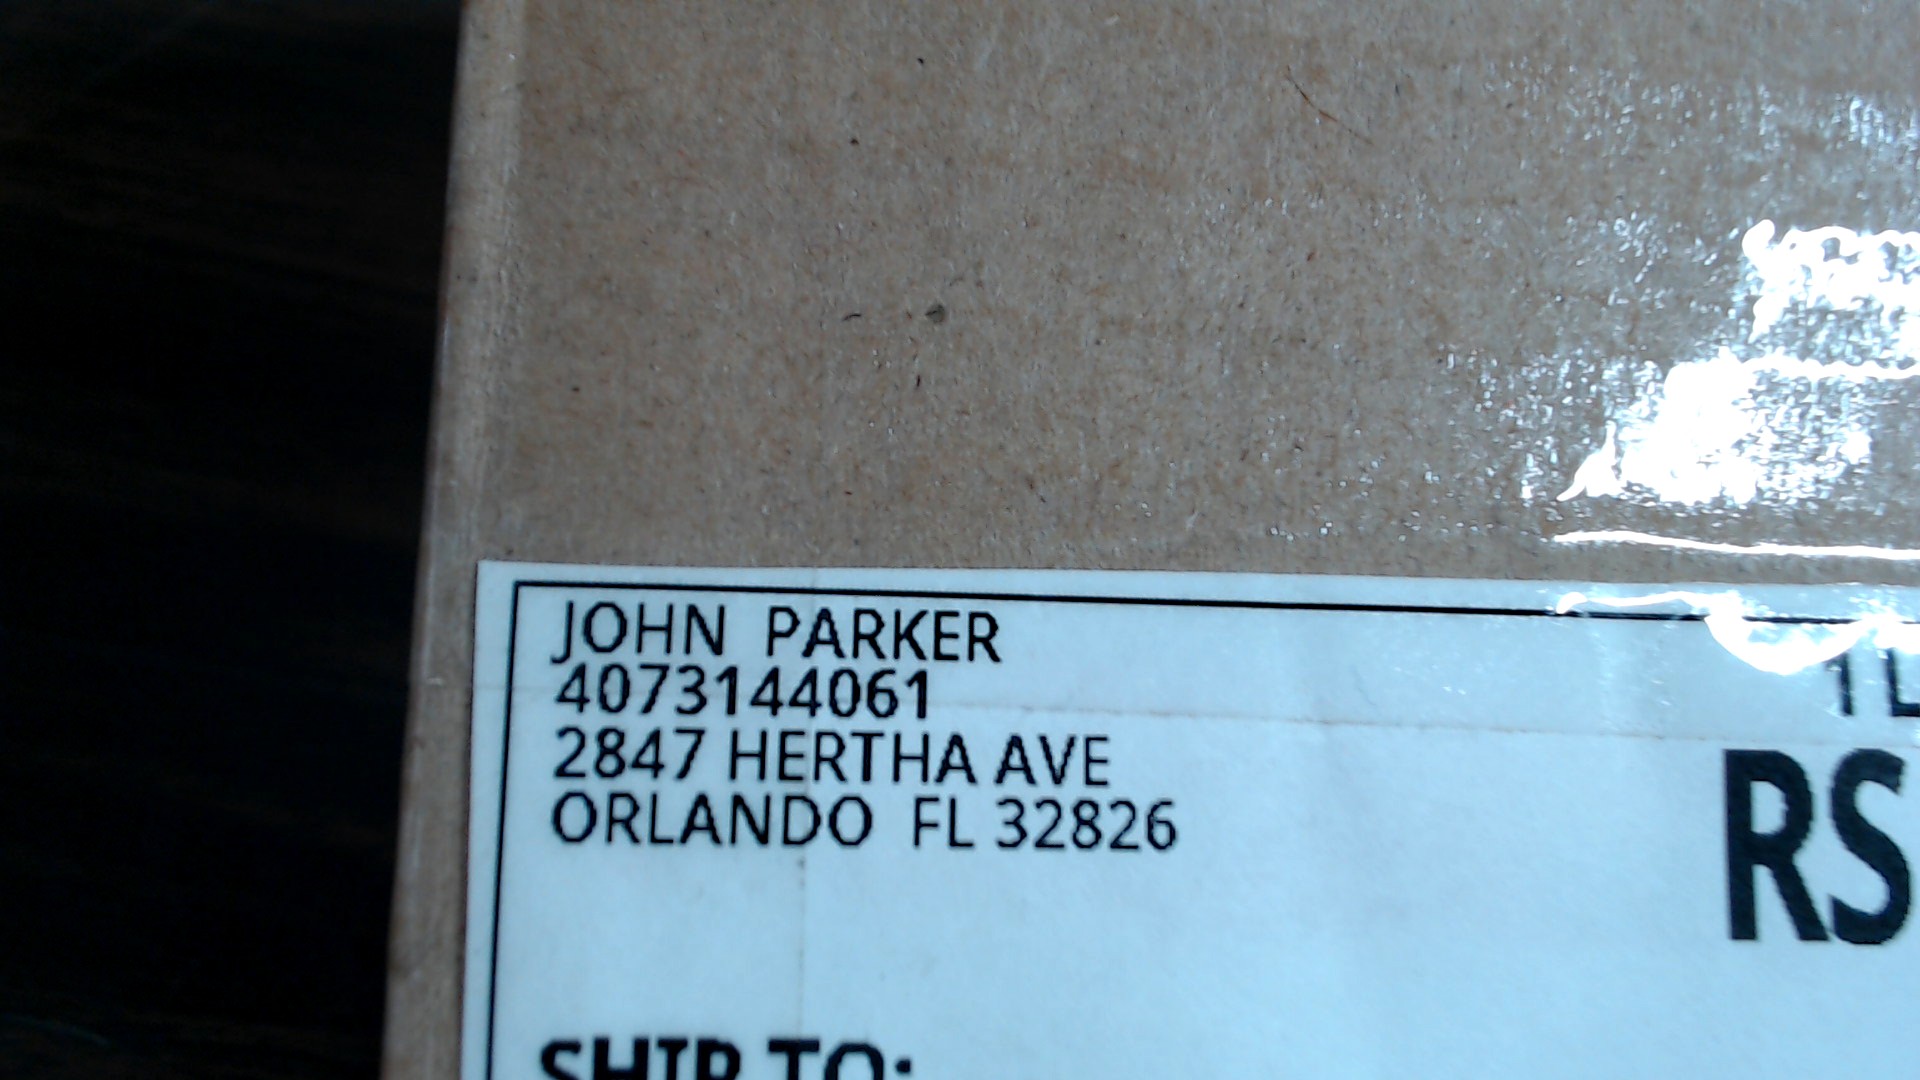 JOHN PARKER
4073144061
2847 HERTHA AVE
ORLANDO FL 32826
RS
SHIP TO: